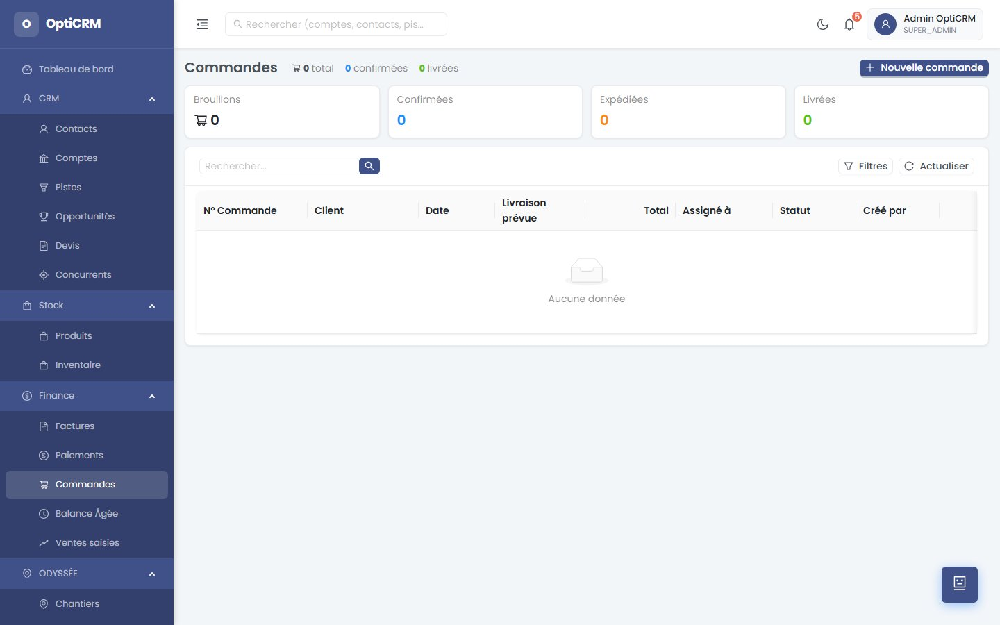 O OptiCRM
Rechercher (comptes, contacts, pis...
5
Admin OptiCRM
SUPER_ADMIN
Tableau de bord
CRM
Contacts
Comptes
Pistes
Opportunités
Devis
Concurrents
Stock
Produits
Inventaire
Finance
Factures
Paiements
Commandes
Balance Âgée
Ventes saisies
ODYSSÉE
Chantiers
Commandes 0 total 0 confirmées 0 livrées
+ Nouvelle commande
Brouillons
0
Confirmées
0
Expédiées
0
Livrées
0
Rechercher...
Filtres
Actualiser
N° Commande
Client
Date
Livraison
prévue
Total
Assigné à
Statut
Créé par
Aucune donnée